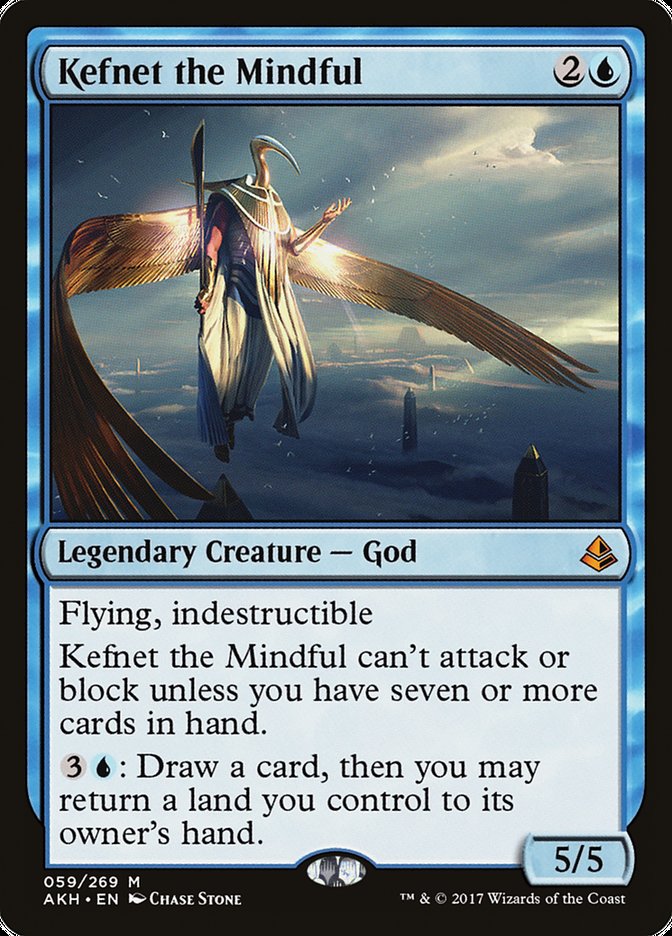 Kefnet the Mindful 2
Legendary Creature — God
Flying, indestructible
Kefnet the Mindful can't attack or
block unless you have seven or more
cards in hand.
3 : Draw a card, then you may
return a land you control to its
owner's hand.
5/5
059/269 M
AKH • EN Chase Stone
™ & © 2017 Wizards of the Coast